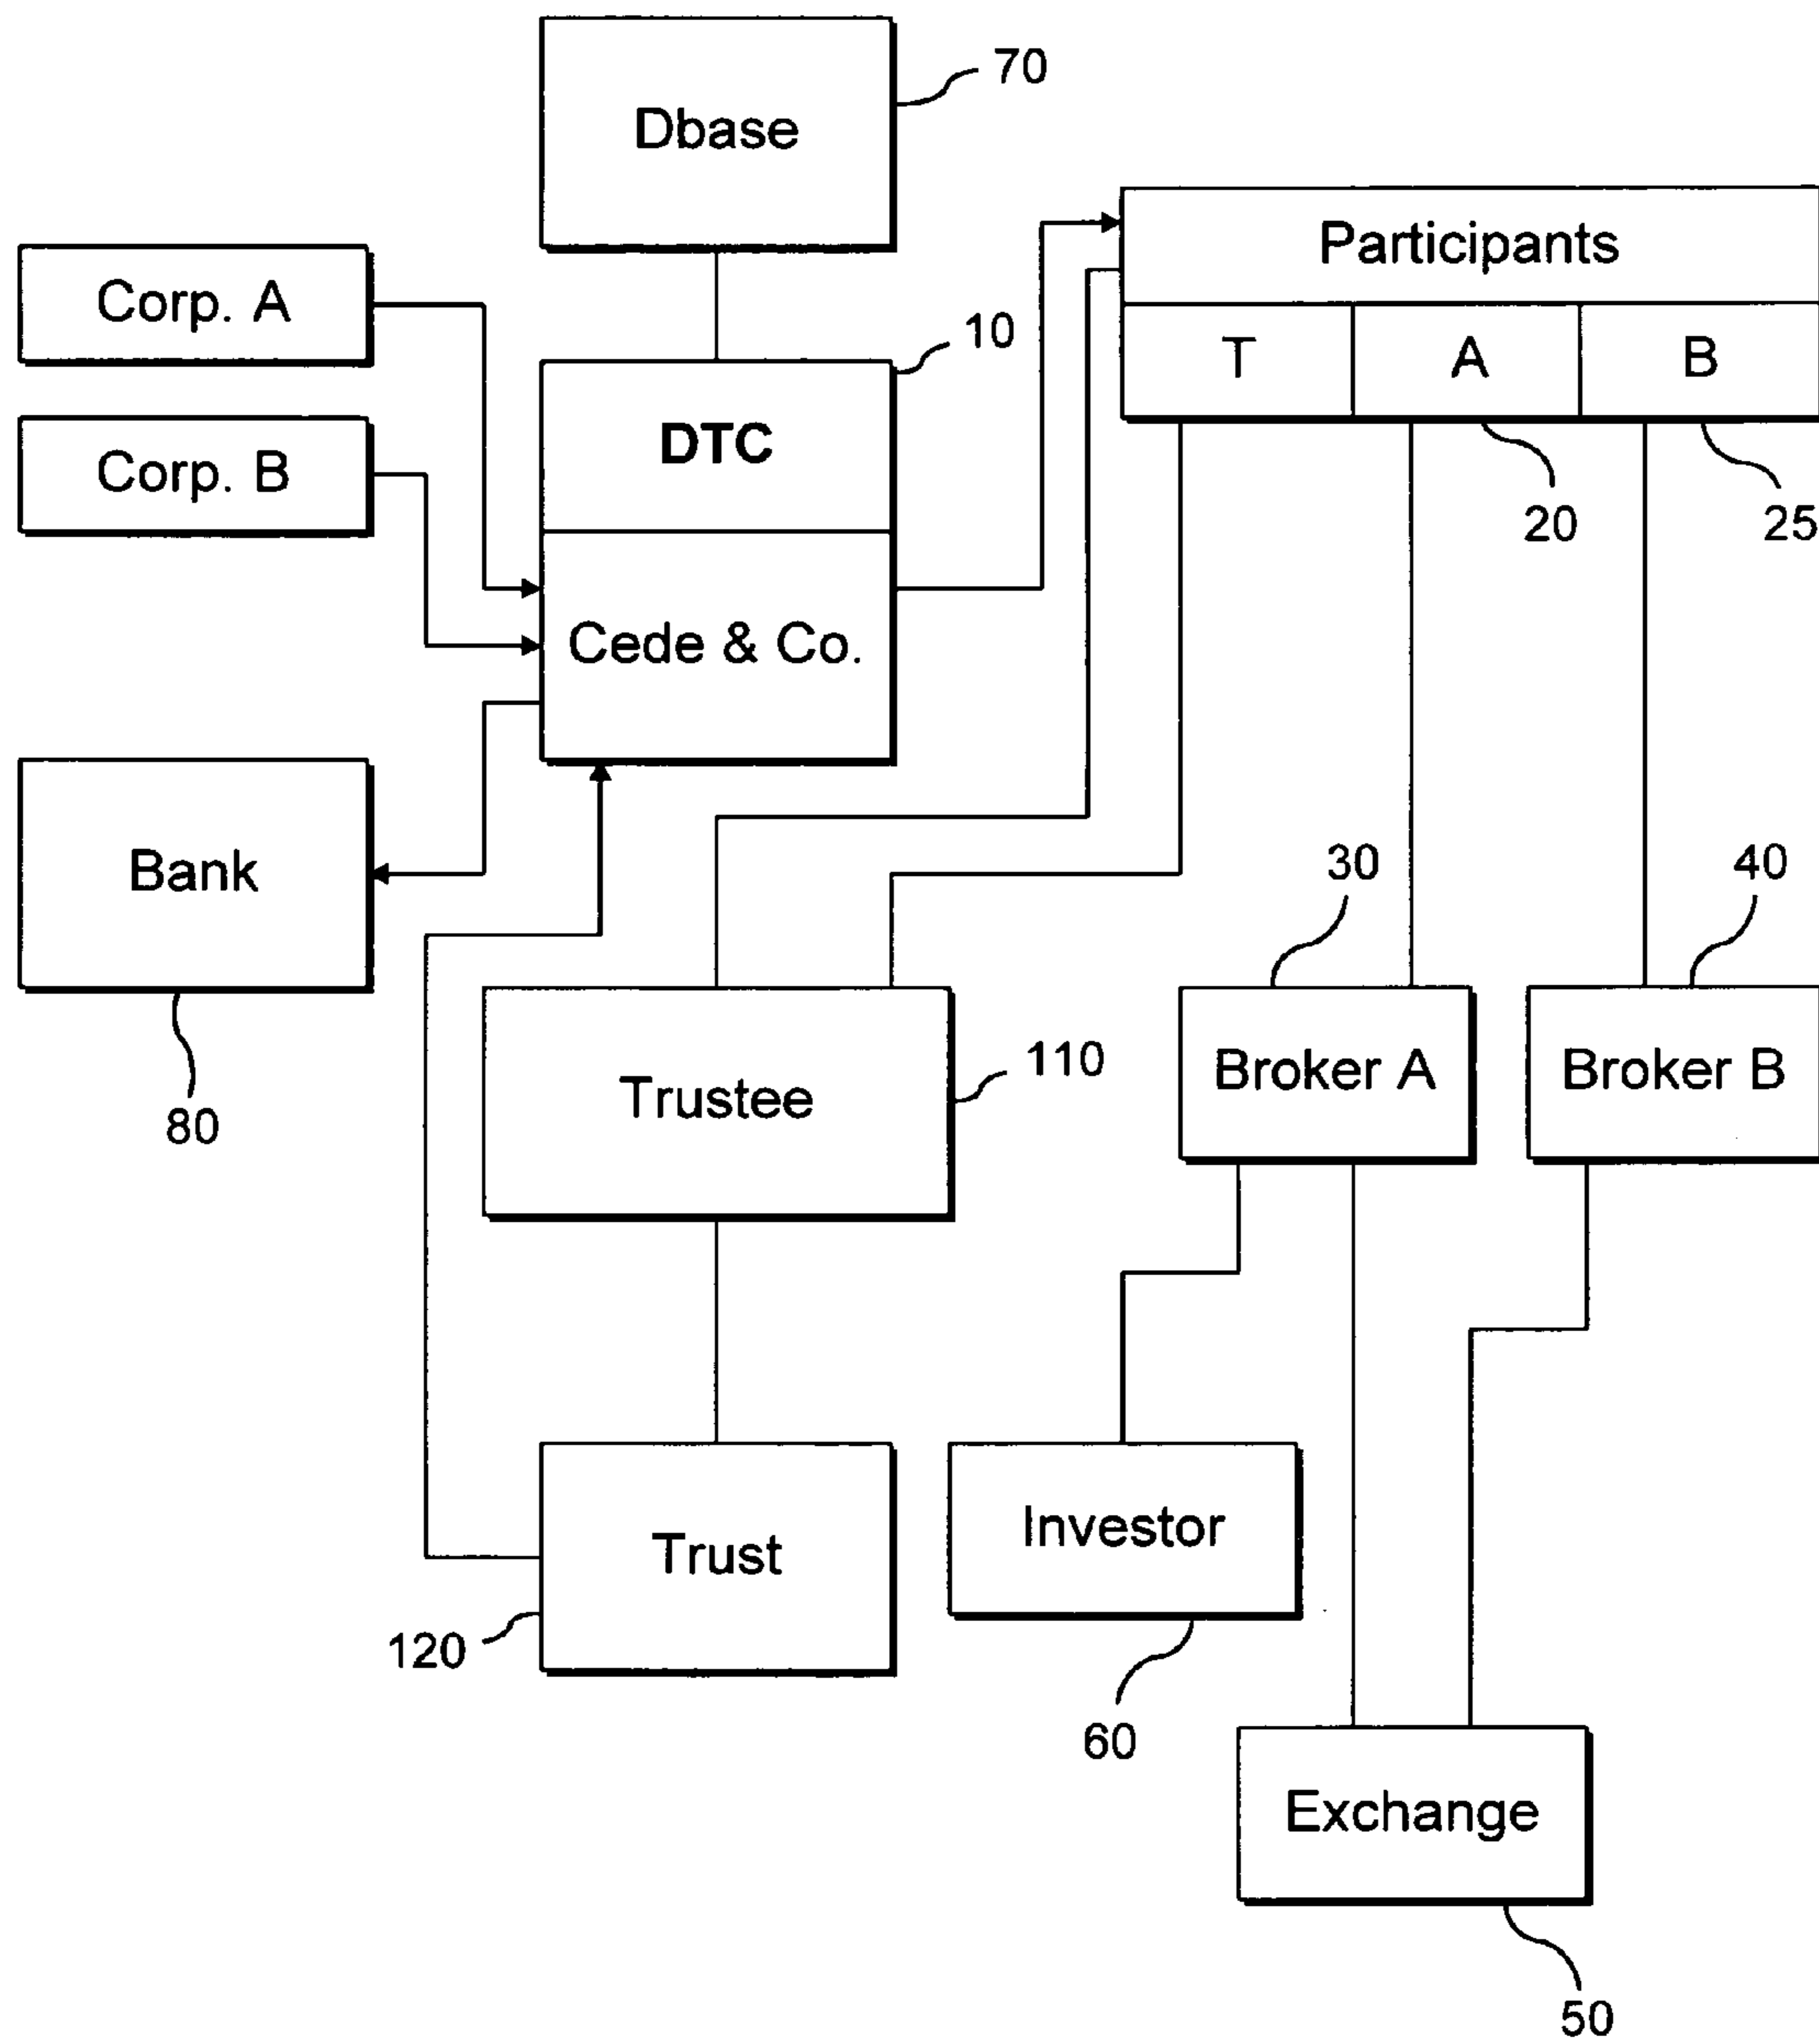 Dbase
70
Participants
Corp. A
10
T
A
B
DTC
Corp. B
20
25
Cede & Co.
Bank
30
40
110
Broker A
Broker B
Trustee
80
Investor
Trust
120
60
Exchange
50